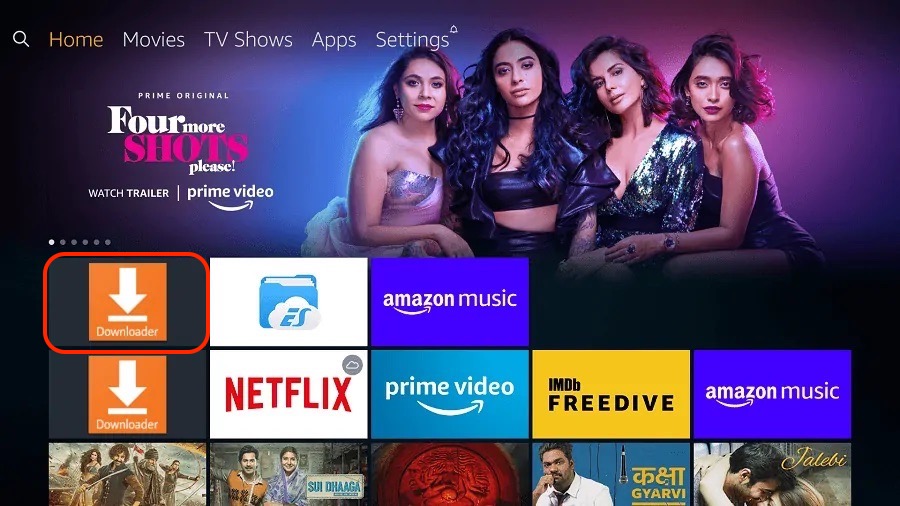 Home Movies TV Shows Apps Settings
PRIME ORIGINAL
Four more
SHOTS
please!
WATCH TRAILER | prime video
Downloader
ES
amazon music
Downloader
NETFLIX
prime video
IMDb
FREEDIVE
amazon music
SUI DHAAGA
कक्षा
GYARVI
Jalebi